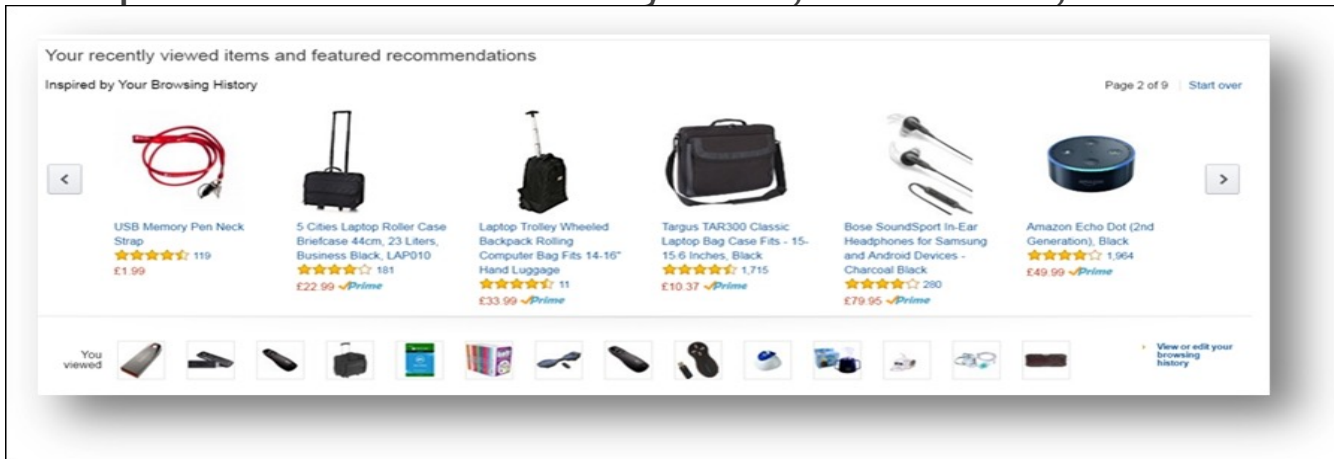 Your recently viewed items and featured recommendations
Inspired by Your Browsing History
Page 2 of 9 | Start over
USB Memory Pen Neck
Strap
119
£1.99
5 Cities Laptop Roller Case
Briefcase 44cm, 23 Liters,
Business Black, LAP010
181
£22.99 Prime
Laptop Trolley Wheeled
Backpack Rolling
Computer Bag Fits 14-16"
Hand Luggage
11
£33.99 Prime
Targus TAR300 Classic
Laptop Bag Case Fits - 15-
15.6 Inches, Black
1,715
£10.37 Prime
Bose SoundSport In-Ear
Headphones for Samsung
and Android Devices -
Charcoal Black
280
£79.95 Prime
Amazon Echo Dot (2nd
Generation), Black
1,964
£49.99 Prime
You
viewed
View or edit your
browsing
history